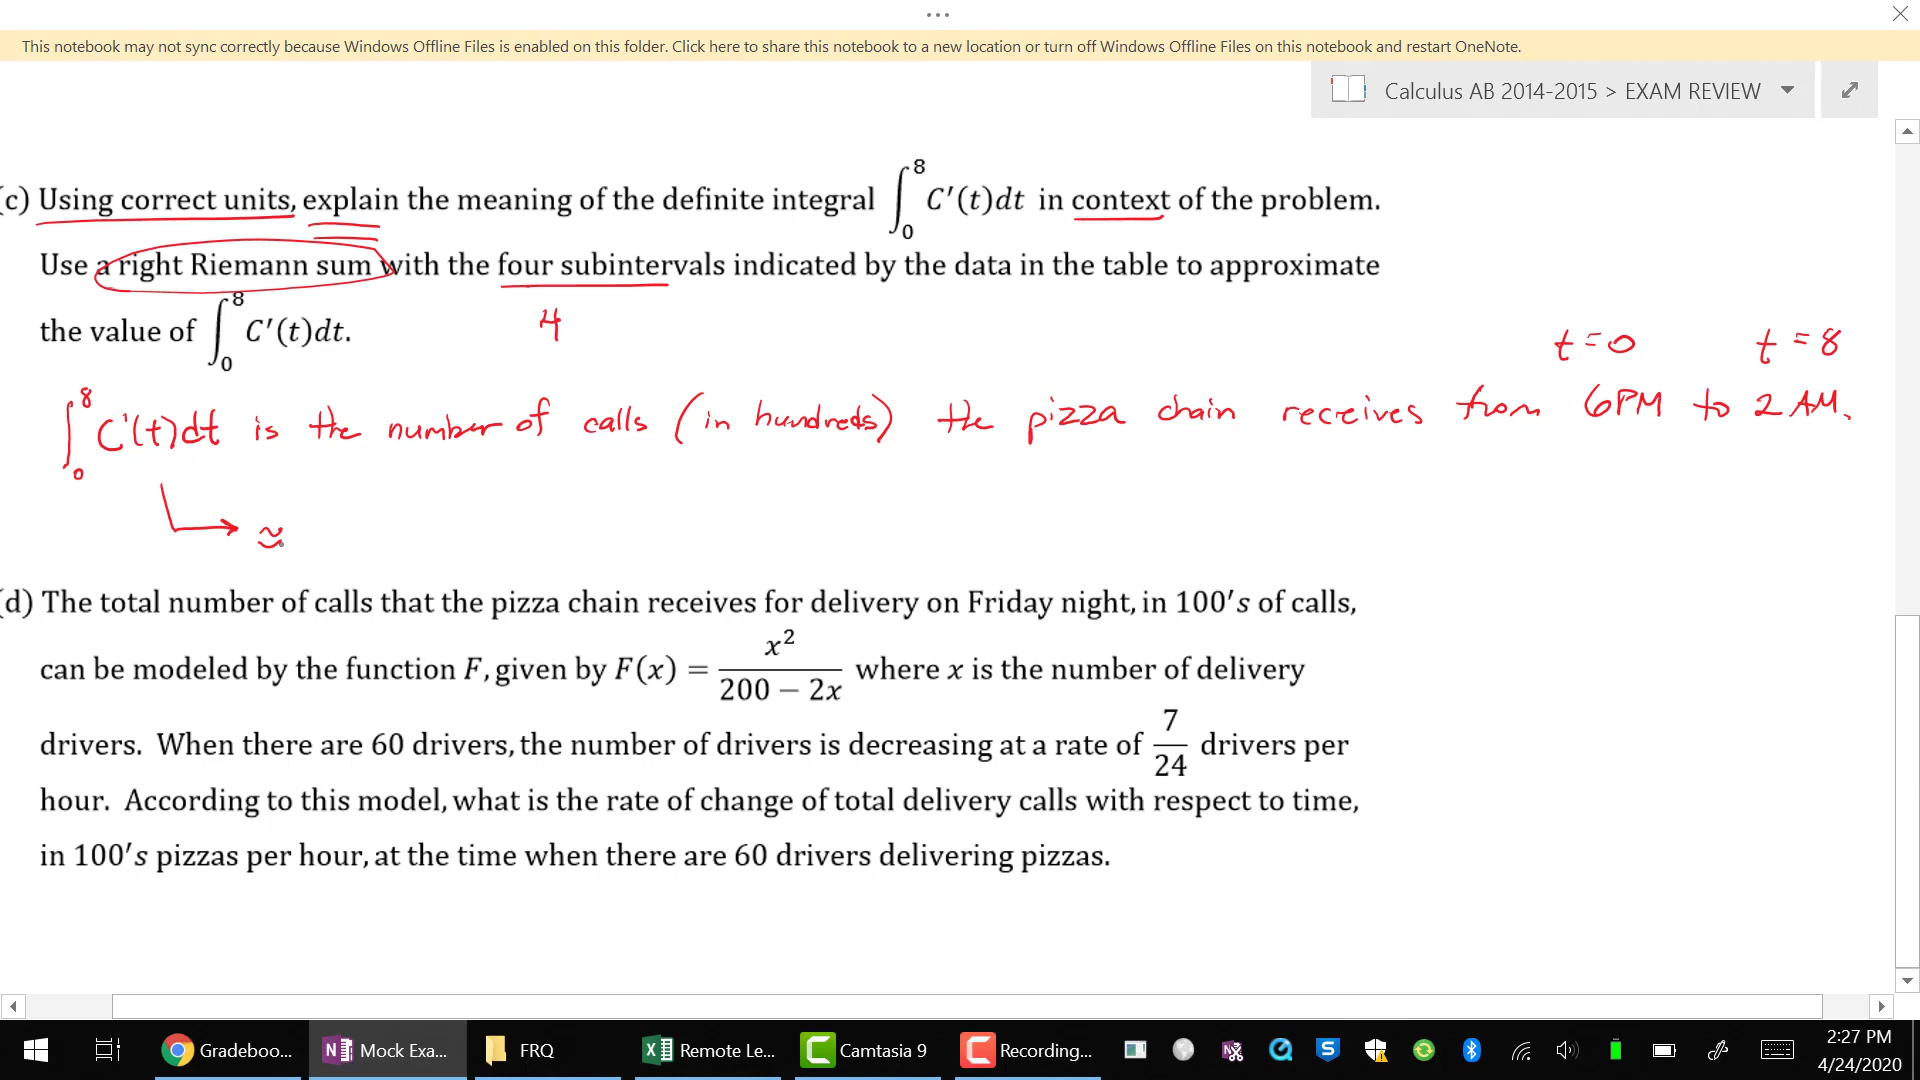 This notebook may not sync correctly because Windows Offline Files is enabled on this folder. Click here to share this notebook to a new location or turn off Windows Offline Files on this notebook and restart OneNote.
Calculus AB 2014-2015 > EXAM REVIEW
(c) Using correct units, explain the meaning of the definite integral ∫₀⁸ C′(t)dt in context of the problem.
Use a right Riemann sum with the four subintervals indicated by the data in the table to approximate
the value of ∫₀⁸ C′(t)dt.
4
t = 0 t = 8
∫₀⁸ C'(t)dt is the number of calls (in hundreds) the pizza chain receives from 6PM to 2 AM.
≈
(d) The total number of calls that the pizza chain receives for delivery on Friday night, in 100′s of calls,
can be modeled by the function F, given by F(x) = x²/(200 − 2x) where x is the number of delivery
drivers. When there are 60 drivers, the number of drivers is decreasing at a rate of 7/24 drivers per
hour. According to this model, what is the rate of change of total delivery calls with respect to time,
in 100′s pizzas per hour, at the time when there are 60 drivers delivering pizzas.
Gradeboo... Mock Exa... FRQ Remote Le... Camtasia 9 Recording... 2:27 PM
4/24/2020